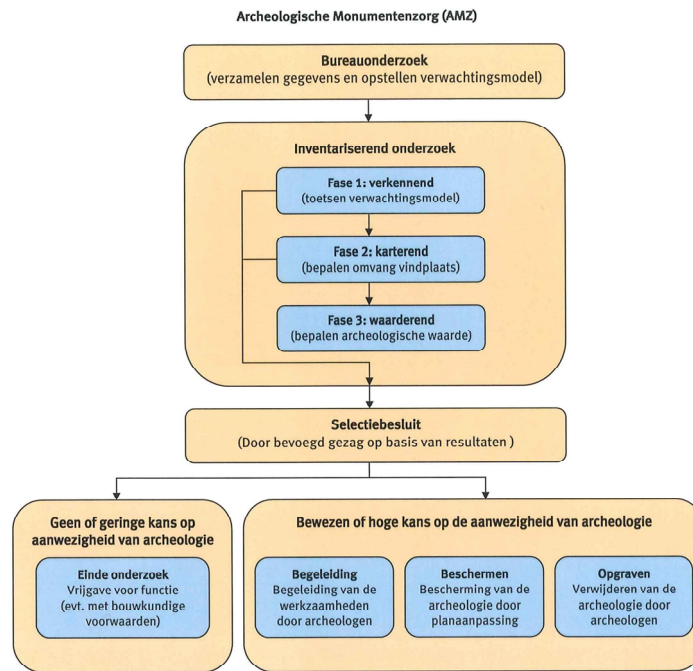 Archeologische Monumentenzorg (AMZ)
Bureauonderzoek
(verzamelen gegevens en opstellen verwachtingsmodel)
Inventariserend onderzoek
Fase 1: verkennend
(toetsen verwachtingsmodel)
Fase 2: karterend
(bepalen omvang vindplaats)
Fase 3: waarderend
(bepalen archeologische waarde)
Selectiebesluit
(Door bevoegd gezag op basis van resultaten )
Geen of geringe kans op
aanwezigheid van archeologie
Einde onderzoek
Vrijgave voor functie
(evt. met bouwkundige
voorwaarden)
Bewezen of hoge kans op de aanwezigheid van archeologie
Begeleiding
Begeleiding van de
werkzaamheden
door archeologen
Beschermen
Bescherming van de
archeologie door
planaanpassing
Opgraven
Verwijderen van de
archeologie door
archeologen